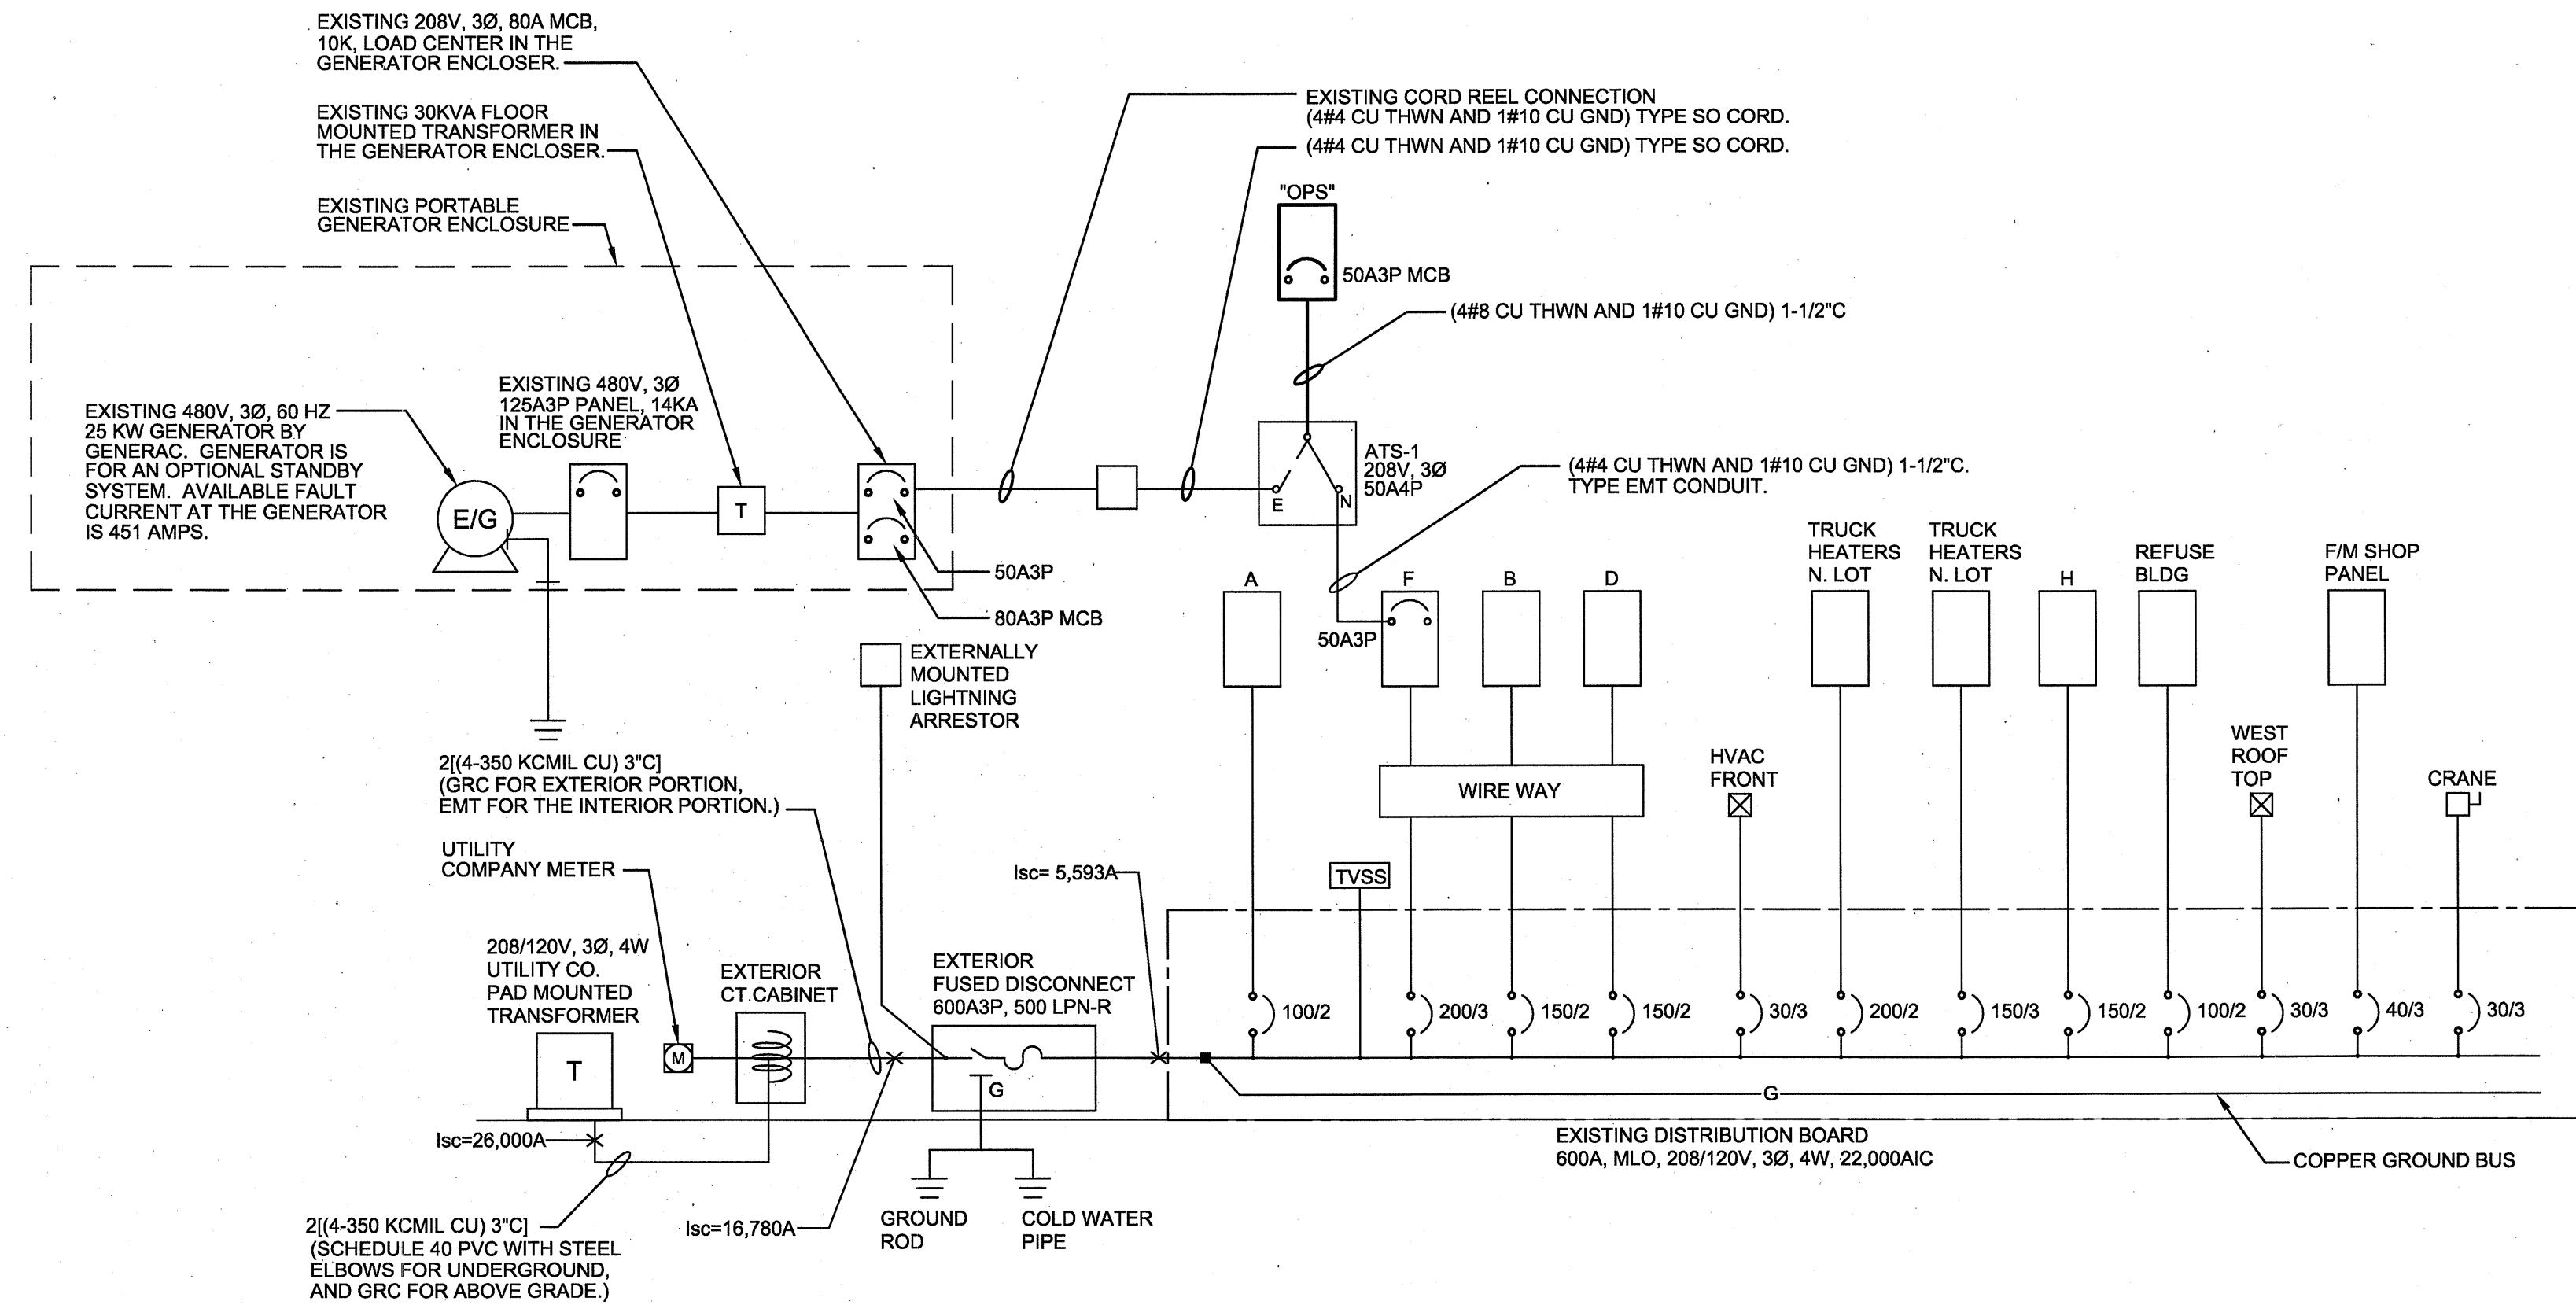 EXISTING 208V, 3Ø, 80A MCB,
10K, LOAD CENTER IN THE
GENERATOR ENCLOSER.
EXISTING 30KVA FLOOR
MOUNTED TRANSFORMER IN
THE GENERATOR ENCLOSER.
EXISTING PORTABLE
GENERATOR ENCLOSURE
EXISTING CORD REEL CONNECTION
(4#4 CU THWN AND 1#10 CU GND) TYPE SO CORD.
(4#4 CU THWN AND 1#10 CU GND) TYPE SO CORD.
"OPS"
50A3P MCB
(4#8 CU THWN AND 1#10 CU GND) 1-1/2"C
EXISTING 480V, 3Ø
125A3P PANEL, 14KA
IN THE GENERATOR
ENCLOSURE
EXISTING 480V, 3Ø, 60 HZ
25 KW GENERATOR BY
GENERAC. GENERATOR IS
FOR AN OPTIONAL STANDBY
SYSTEM. AVAILABLE FAULT
CURRENT AT THE GENERATOR
IS 451 AMPS.
E/G
T
ATS-1
208V, 3Ø
50A4P
E
N
(4#4 CU THWN AND 1#10 CU GND) 1-1/2"C.
TYPE EMT CONDUIT.
50A3P
80A3P MCB
A
50A3P
F
B
D
TRUCK
HEATERS
N. LOT
TRUCK
HEATERS
N. LOT
H
REFUSE
BLDG
F/M SHOP
PANEL
EXTERNALLY
MOUNTED
LIGHTNING
ARRESTOR
2[(4-350 KCMIL CU) 3"C]
(GRC FOR EXTERIOR PORTION,
EMT FOR THE INTERIOR PORTION.)
WIRE WAY
HVAC
FRONT
WEST
ROOF
TOP
CRANE
UTILITY
COMPANY METER
Isc= 5,593A
TVSS
208/120V, 3Ø, 4W
UTILITY CO.
PAD MOUNTED
TRANSFORMER
EXTERIOR
CT CABINET
EXTERIOR
FUSED DISCONNECT
600A3P, 500 LPN-R
100/2
200/3
150/2
150/2
30/3
200/2
150/3
150/2
100/2
30/3
40/3
30/3
T
M
G
G
Isc=26,000A
EXISTING DISTRIBUTION BOARD
600A, MLO, 208/120V, 3Ø, 4W, 22,000AIC
COPPER GROUND BUS
2[(4-350 KCMIL CU) 3"C]
(SCHEDULE 40 PVC WITH STEEL
ELBOWS FOR UNDERGROUND,
AND GRC FOR ABOVE GRADE.)
Isc=16,780A
GROUND
ROD
COLD WATER
PIPE